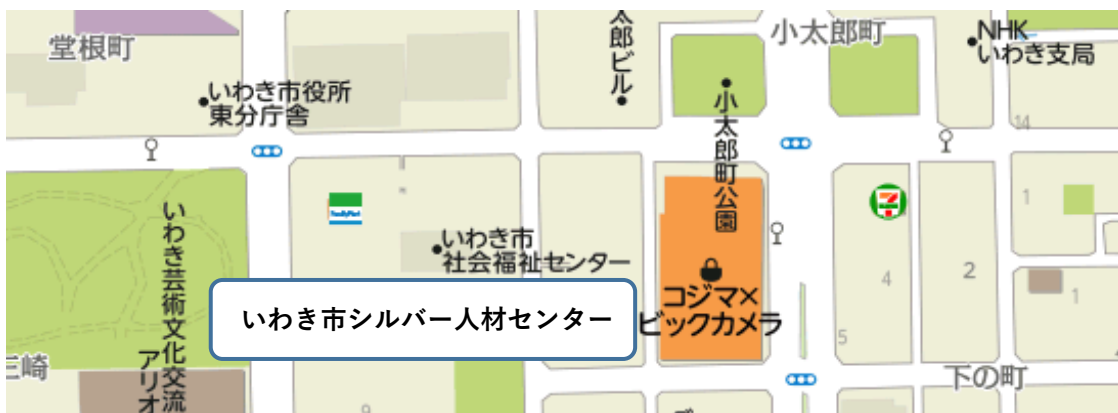 堂根町
いわき市役所
東分庁舎
太郎ビル
小太郎町
NHK
いわき支局
小太郎町公園
14
FamilyMart
7
1
いわき市
社会福祉センター
いわき芸術文化交流
アリオ
いわき市シルバー人材センター
コジマ×
ビックカメラ
4
2
1
5
三崎
下の町
9